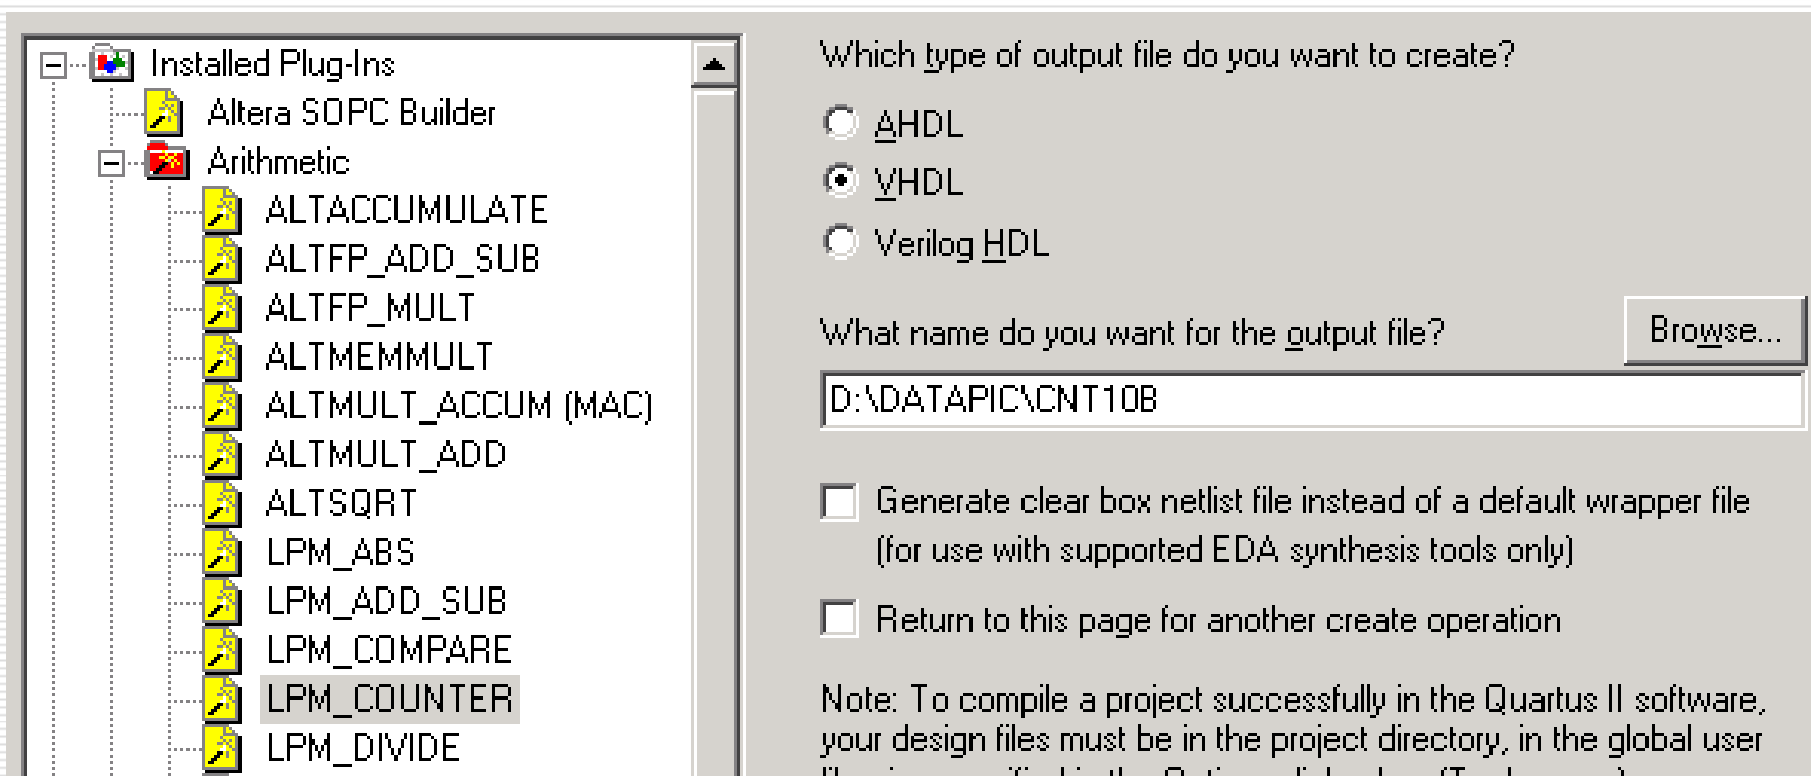 Installed Plug-Ins
Altera SOPC Builder
Arithmetic
ALTACCUMULATE
ALTFP_ADD_SUB
ALTFP_MULT
ALTMEMMULT
ALTMULT_ACCUM (MAC)
ALTMULT_ADD
ALTSQRT
LPM_ABS
LPM_ADD_SUB
LPM_COMPARE
LPM_COUNTER
LPM_DIVIDE
Which type of output file do you want to create?
AHDL
VHDL
Verilog HDL
What name do you want for the output file?
Browse...
D:\DATAPIC\CNT10B
Generate clear box netlist file instead of a default wrapper file
(for use with supported EDA synthesis tools only)
Return to this page for another create operation
Note: To compile a project successfully in the Quartus II software,
your design files must be in the project directory, in the global user